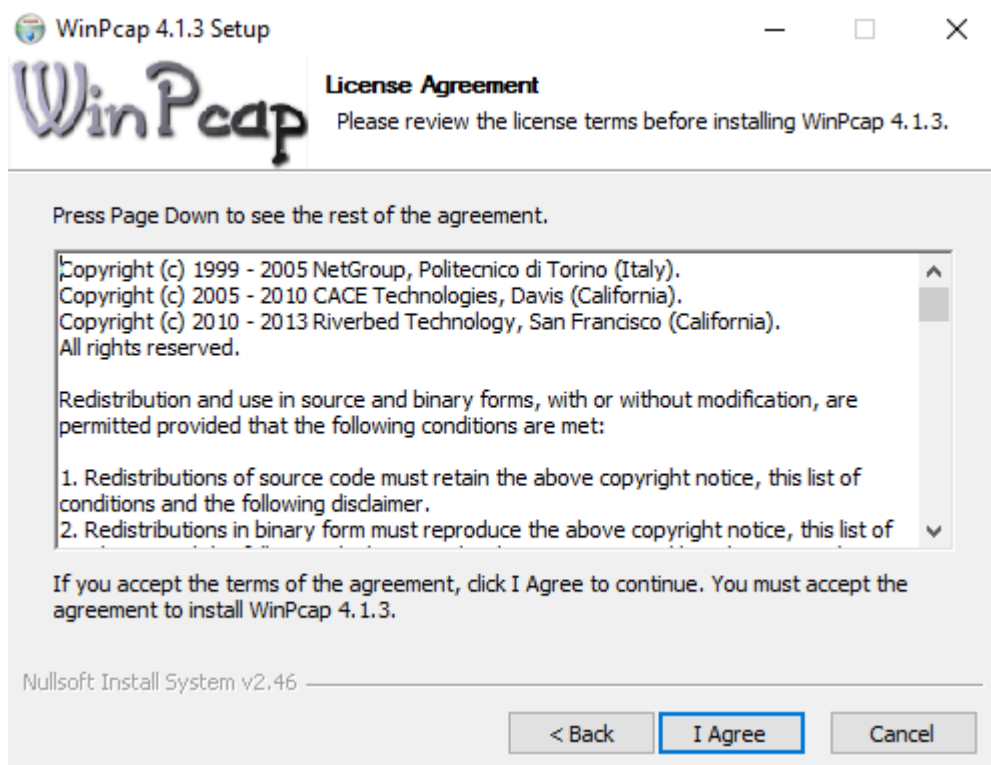 WinPcap 4.1.3 Setup
WinPcap
License Agreement
Please review the license terms before installing WinPcap 4.1.3.
Press Page Down to see the rest of the agreement.
Copyright (c) 1999 - 2005 NetGroup, Politecnico di Torino (Italy).
Copyright (c) 2005 - 2010 CACE Technologies, Davis (California).
Copyright (c) 2010 - 2013 Riverbed Technology, San Francisco (California).
All rights reserved.
Redistribution and use in source and binary forms, with or without modification, are
permitted provided that the following conditions are met:
1. Redistributions of source code must retain the above copyright notice, this list of
conditions and the following disclaimer.
2. Redistributions in binary form must reproduce the above copyright notice, this list of
If you accept the terms of the agreement, click I Agree to continue. You must accept the
agreement to install WinPcap 4.1.3.
Nullsoft Install System v2.46
< Back
I Agree
Cancel